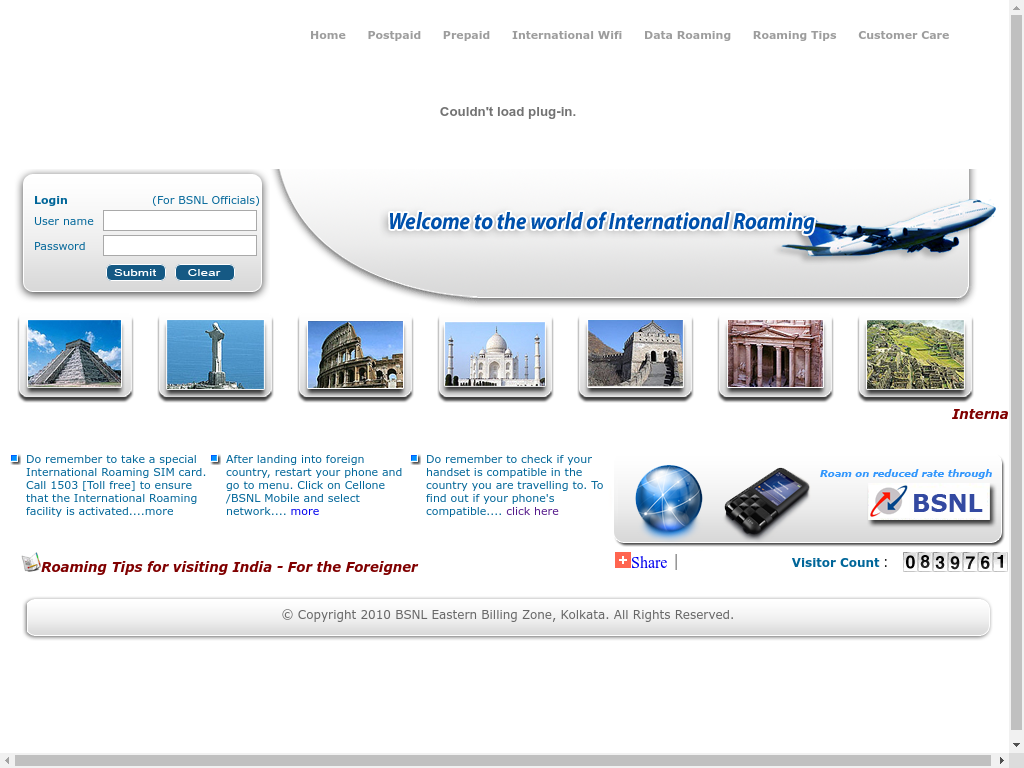 Home Postpaid Prepaid International Wifi Data Roaming Roaming Tips Customer Care
Couldn't load plug-in.
Login (For BSNL Officials)
User name
Password
Submit Clear
Welcome to the world of International Roaming
Interna
Do remember to take a special
International Roaming SIM card.
Call 1503 [Toll free] to ensure
that the International Roaming
facility is activated....more
After landing into foreign
country, restart your phone and
go to menu. Click on Cellone
/BSNL Mobile and select
network.... more
Do remember to check if your
handset is compatible in the
country you are travelling to. To
find out if your phone's
compatible.... click here
Roam on reduced rate through
BSNL
Roaming Tips for visiting India - For the Foreigner
Share |
Visitor Count : 0839761
© Copyright 2010 BSNL Eastern Billing Zone, Kolkata. All Rights Reserved.